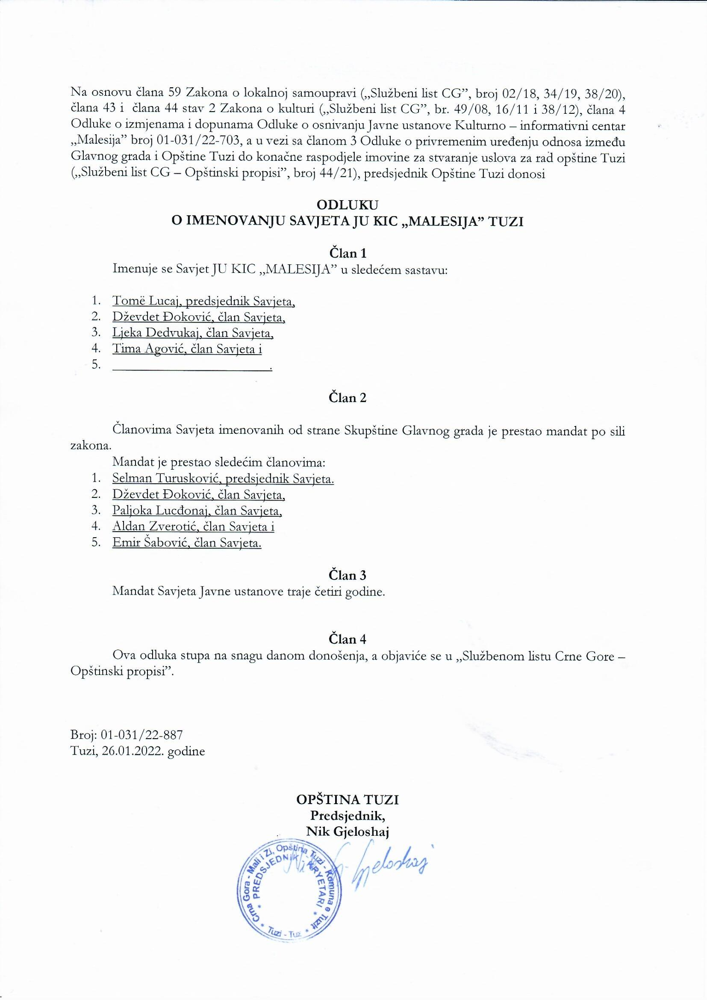 Na osnovu člana 59 Zakona o lokalnoj samoupravi („Službeni list CG”, broj 02/18, 34/19, 38/20),
člana 43 i člana 44 stav 2 Zakona o kulturi („Službeni list CG”, br. 49/08, 16/11 i 38/12), člana 4
Odluke o izmjenama i dopunama Odluke o osnivanju Javne ustanove Kulturno – informativni centar
„Malesija” broj 01-031/22-703, a u vezi sa članom 3 Odluke o privremenim uređenju odnosa između
Glavnog grada i Opštine Tuzi do konačne raspodjele imovine za stvaranje uslova za rad opštine Tuzi
(„Službeni list CG – Opštinski propisi”, broj 44/21), predsjednik Opštine Tuzi donosi
ODLUKU
O IMENOVANJU SAVJETA JU KIC „MALESIJA” TUZI
Član 1
Imenuje se Savjet JU KIC „MALESIJA” u sledećem sastavu:
1. Tomë Lucaj, predsjednik Savjeta,
2. Dževdet Đoković, član Savjeta,
3. Ljeka Dedvukaj, član Savjeta,
4. Tima Agović, član Savjeta i
5. ________________________.
Član 2
Članovima Savjeta imenovanih od strane Skupštine Glavnog grada je prestao mandat po sili
zakona.
Mandat je prestao sledećim članovima:
1. Selman Turusković, predsjednik Savjeta.
2. Dževdet Đoković, član Savjeta,
3. Paljoka Lucđonaj, član Savjeta,
4. Aldan Zverotić, član Savjeta i
5. Emir Šabović, član Savjeta.
Član 3
Mandat Savjeta Javne ustanove traje četiri godine.
Član 4
Ova odluka stupa na snagu danom donošenja, a objaviće se u „Službenom listu Crne Gore –
Opštinski propisi”.
Broj: 01-031/22-887
Tuzi, 26.01.2022. godine
OPŠTINA TUZI
Predsjednik,
Nik Gjeloshaj
* Crna Gora - Mali i Zi, Opština Tuzi - Komuna e Tuzit *
* PREDSJEDNIK - KRYETARI *
Tuzi - Tuz
Nik Gjeloshaj